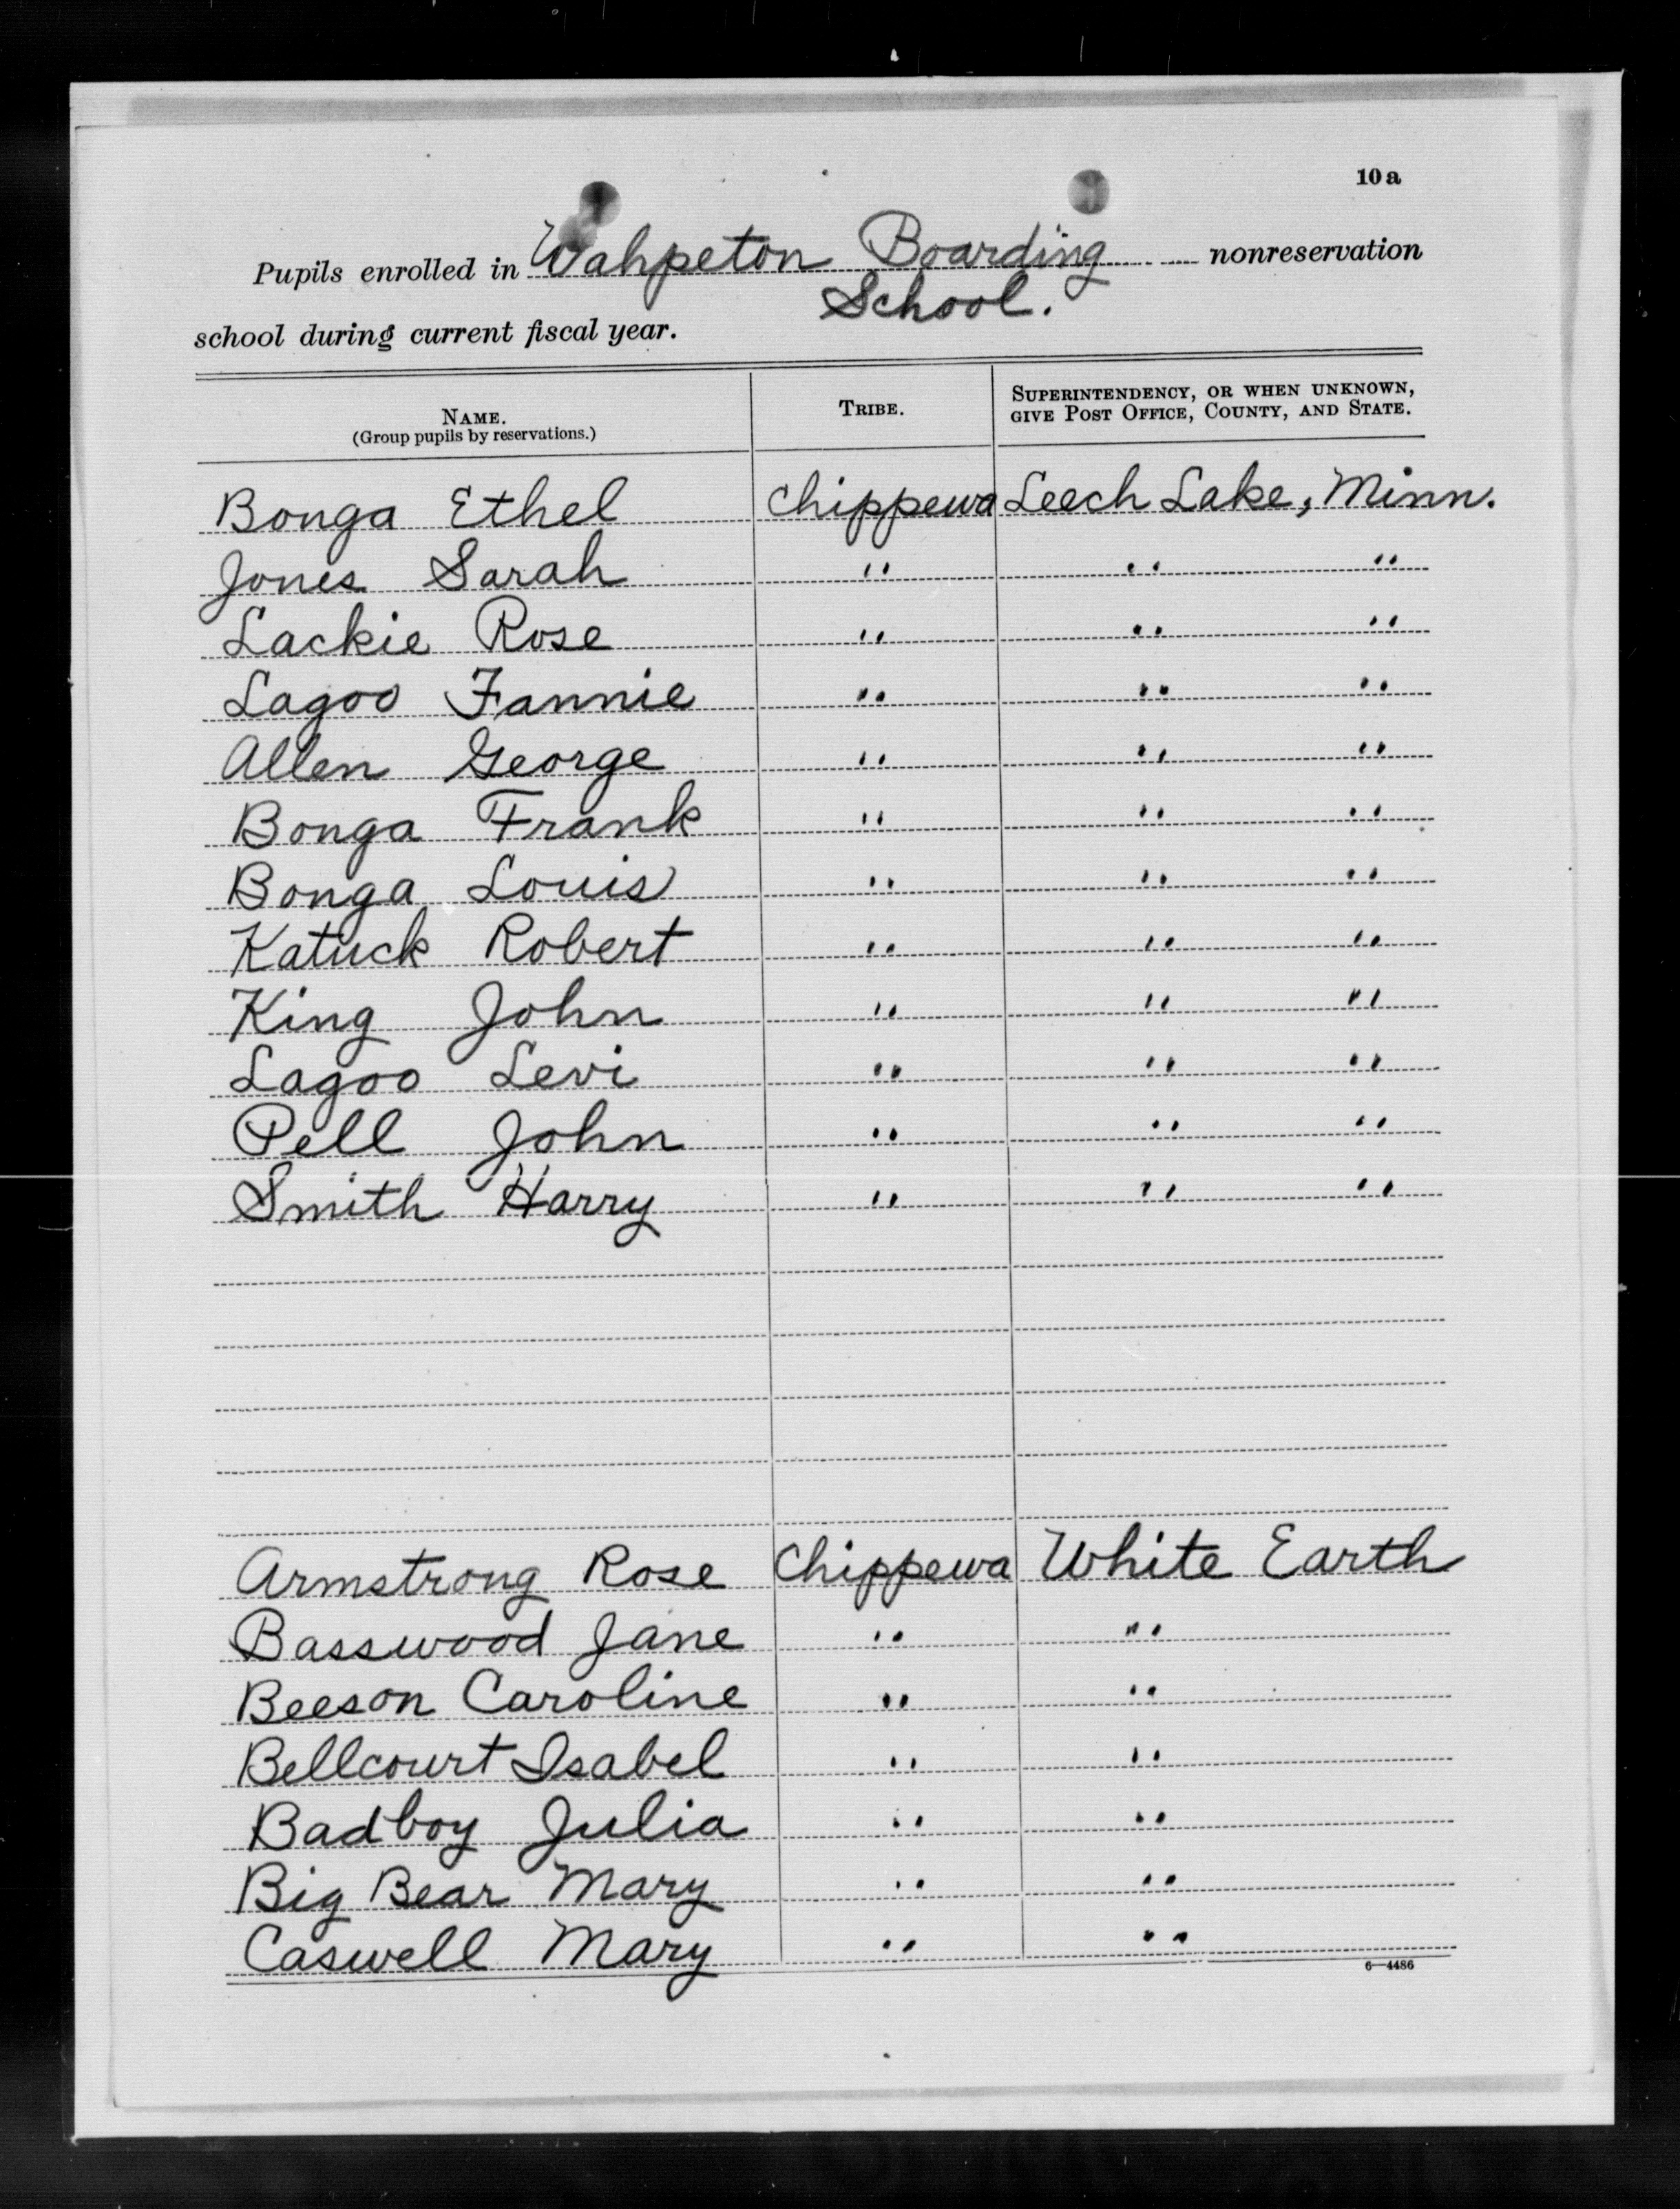 10a
Pupils enrolled in Wahpeton Boarding nonreservation
School.
school during current fiscal year.
NAME.
(Group pupils by reservations.)
TRIBE.
SUPERINTENDENCY, OR WHEN UNKNOWN,
GIVE POST OFFICE, COUNTY, AND STATE.
Bonga Ethel Chippewa Leech Lake, Minn.
Jones Sarah " " "
Lackie Rose " " "
Lagoo Fannie " " "
Allen George " " "
Bonga Frank " " "
Bonga Louis " " "
Katuck Robert " " "
King John " " "
Lagoo Levi " " "
Pell John " " "
Smith Harry " " "
Armstrong Rose Chippewa White Earth
Basswood Jane " "
Beeson Caroline " "
Bellcourt Isabel " "
Badboy Julia " "
Big Bear Mary " "
Caswell Mary " "
6—4486